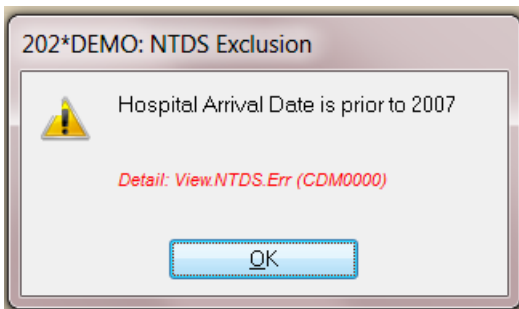 202*DEMO: NTDS Exclusion
Hospital Arrival Date is prior to 2007
Detail: View.NTDS.Err (CDM0000)
OK